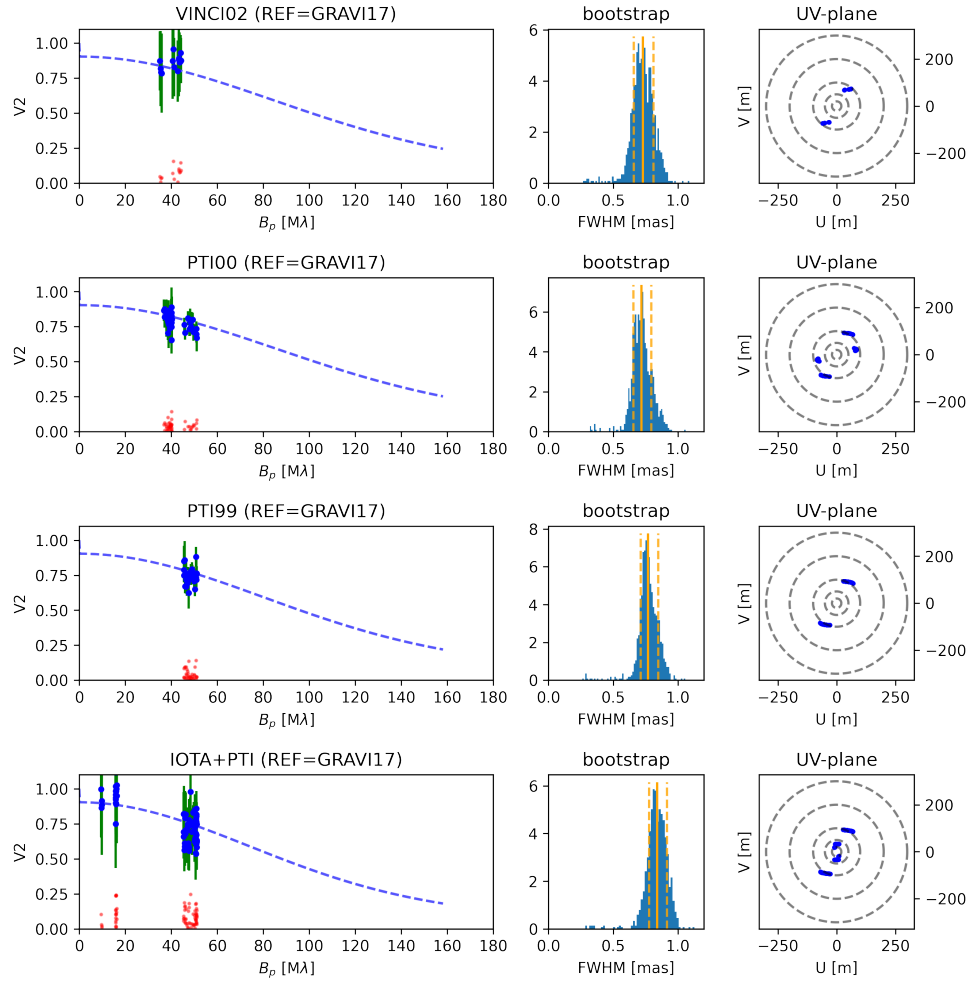 VINCI02 (REF=GRAVI17) bootstrap UV-plane
V2
1.00
0.75
0.50
0.25
0.00
0 20 40 60 80 100 120 140 160 180
B_p [Mλ]
6
4
2
0
0.0 0.5 1.0
FWHM [mas]
200
0
−200
V [m]
−250 0 250
U [m]
PTI00 (REF=GRAVI17) bootstrap UV-plane
V2
1.00
0.75
0.50
0.25
0.00
0 20 40 60 80 100 120 140 160 180
B_p [Mλ]
6
4
2
0
0.0 0.5 1.0
FWHM [mas]
200
0
−200
V [m]
−250 0 250
U [m]
PTI99 (REF=GRAVI17) bootstrap UV-plane
V2
1.00
0.75
0.50
0.25
0.00
0 20 40 60 80 100 120 140 160 180
B_p [Mλ]
8
6
4
2
0
0.0 0.5 1.0
FWHM [mas]
200
0
−200
V [m]
−250 0 250
U [m]
IOTA+PTI (REF=GRAVI17) bootstrap UV-plane
V2
1.00
0.75
0.50
0.25
0.00
0 20 40 60 80 100 120 140 160 180
B_p [Mλ]
6
4
2
0
0.0 0.5 1.0
FWHM [mas]
200
0
−200
V [m]
−250 0 250
U [m]